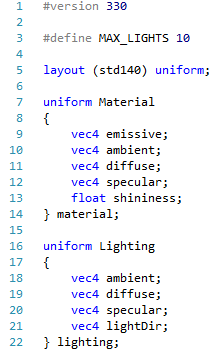 1 #version 330
2
3 #define MAX_LIGHTS 10
4
5 layout (std140) uniform;
6
7 uniform Material
8 {
9 vec4 emissive;
10 vec4 ambient;
11 vec4 diffuse;
12 vec4 specular;
13 float shininess;
14 } material;
15
16 uniform Lighting
17 {
18 vec4 ambient;
19 vec4 diffuse;
20 vec4 specular;
21 vec4 lightDir;
22 } lighting;